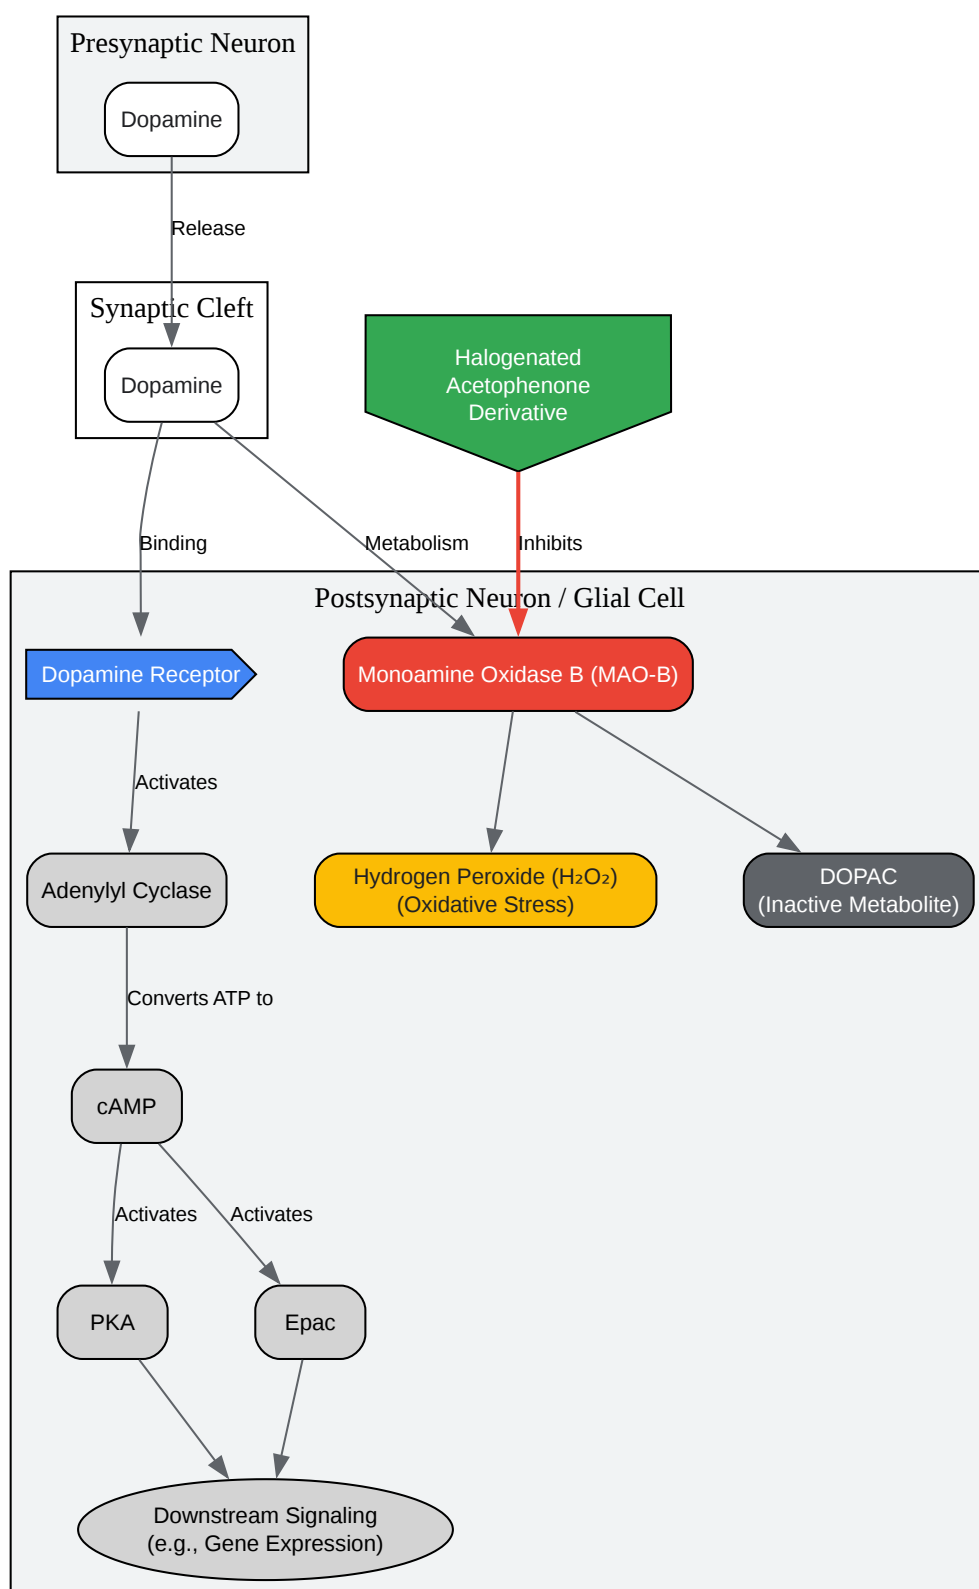 Presynaptic Neuron
Dopamine
Release
Synaptic Cleft
Dopamine
Halogenated
Acetophenone
Derivative
Binding
Metabolism
Inhibits
Postsynaptic Neuron / Glial Cell
Dopamine Receptor
Monoamine Oxidase B (MAO-B)
Activates
Adenylyl Cyclase
Hydrogen Peroxide (H₂O₂)
(Oxidative Stress)
DOPAC
(Inactive Metabolite)
Converts ATP to
cAMP
Activates
Activates
PKA
Epac
Downstream Signaling
(e.g., Gene Expression)